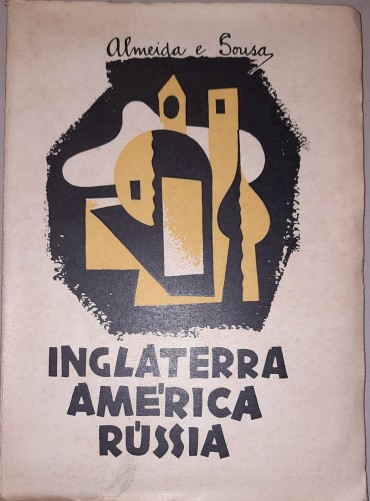 Almeida e Sousa
INGLATERRA
AMÉRICA
RÚSSIA